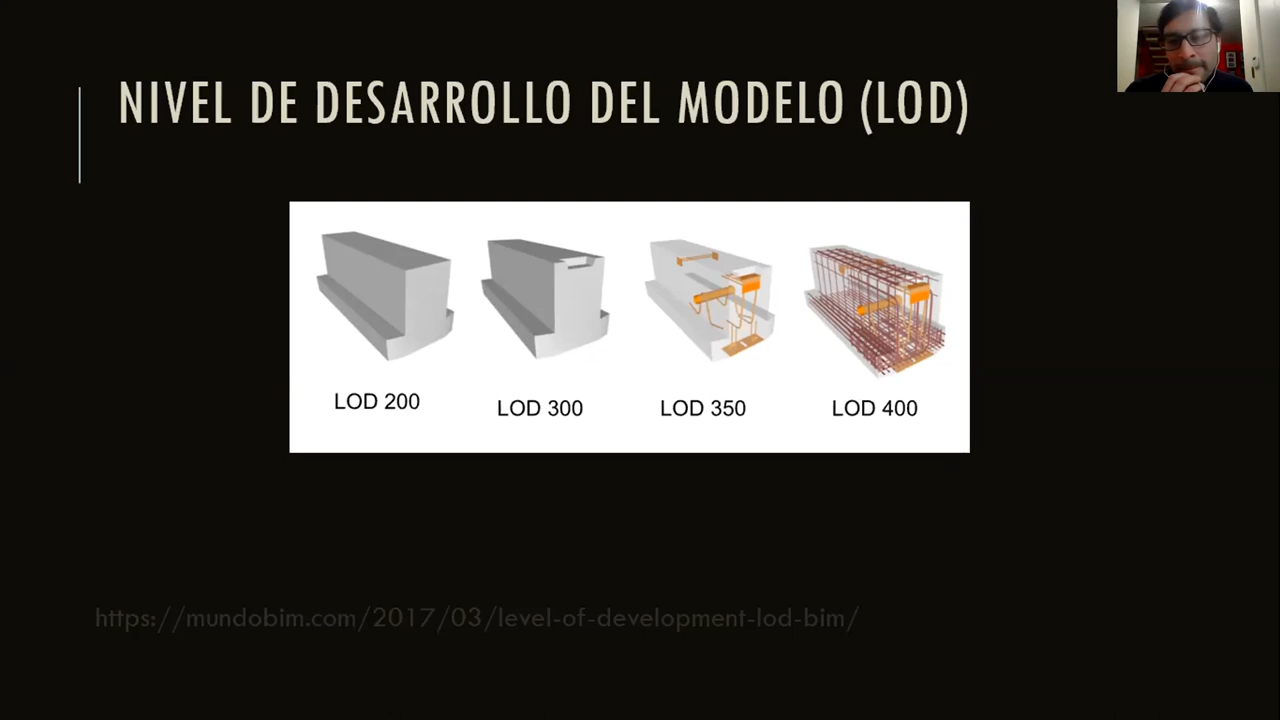 NIVEL DE DESARROLLO DEL MODELO (LOD)
LOD 200
LOD 300
LOD 350
LOD 400
https://mundobim.com/2017/03/level-of-development-lod-bim/